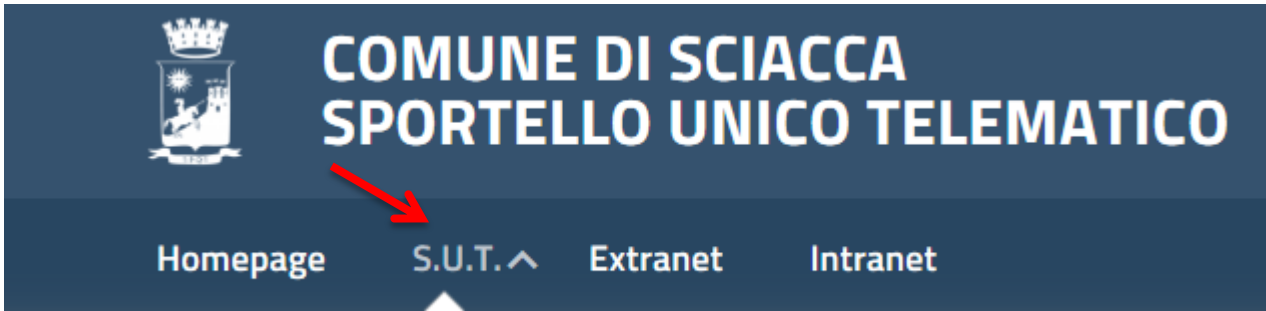 COMUNE DI SCIACCA
SPORTELLO UNICO TELEMATICO
Homepage S.U.T. Extranet Intranet